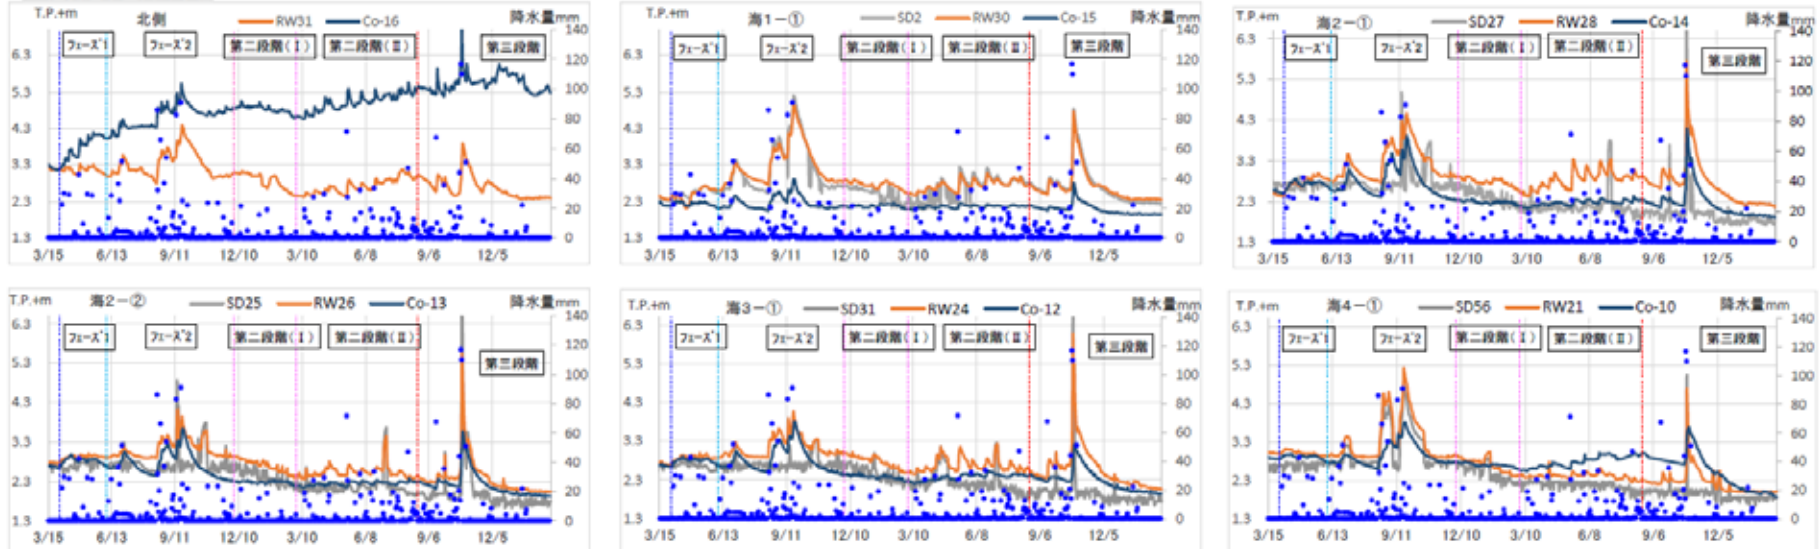 T.P.+m 北側 RW31 Co-16 降水量mm
フェーズ1 フェーズ2 第二段階(Ⅰ) 第二段階(Ⅱ) 第三段階
6.3 5.3 4.3 3.3 2.3 1.3
140 120 100 80 60 40 20 0
3/15 6/13 9/11 12/10 3/10 6/8 9/6 12/5
T.P.+m 海1-① SD2 RW30 Co-15 降水量mm
フェーズ1 フェーズ2 第二段階(Ⅰ) 第二段階(Ⅱ) 第三段階
6.3 5.3 4.3 3.3 2.3 1.3
140 120 100 80 60 40 20 0
3/15 6/13 9/11 12/10 3/10 6/8 9/6 12/5
T.P.+m 海2-① SD27 RW28 Co-14 降水量mm
フェーズ1 フェーズ2 第二段階(Ⅰ) 第二段階(Ⅱ) 第三段階
6.3 5.3 4.3 3.3 2.3 1.3
140 120 100 80 60 40 20 0
3/15 6/13 9/11 12/10 3/10 6/8 9/6 12/5
T.P.+m 海2-② SD25 RW26 Co-13 降水量mm
フェーズ1 フェーズ2 第二段階(Ⅰ) 第二段階(Ⅱ) 第三段階
6.3 5.3 4.3 3.3 2.3 1.3
140 120 100 80 60 40 20 0
3/15 6/13 9/11 12/10 3/10 6/8 9/6 12/5
T.P.+m 海3-① SD31 RW24 Co-12 降水量mm
フェーズ1 フェーズ2 第二段階(Ⅰ) 第二段階(Ⅱ) 第三段階
6.3 5.3 4.3 3.3 2.3 1.3
140 120 100 80 60 40 20 0
3/15 6/13 9/11 12/10 3/10 6/8 9/6 12/5
T.P.+m 海4-① SD56 RW21 Co-10 降水量mm
フェーズ1 フェーズ2 第二段階(Ⅰ) 第二段階(Ⅱ) 第三段階
6.3 5.3 4.3 3.3 2.3 1.3
140 120 100 80 60 40 20 0
3/15 6/13 9/11 12/10 3/10 6/8 9/6 12/5